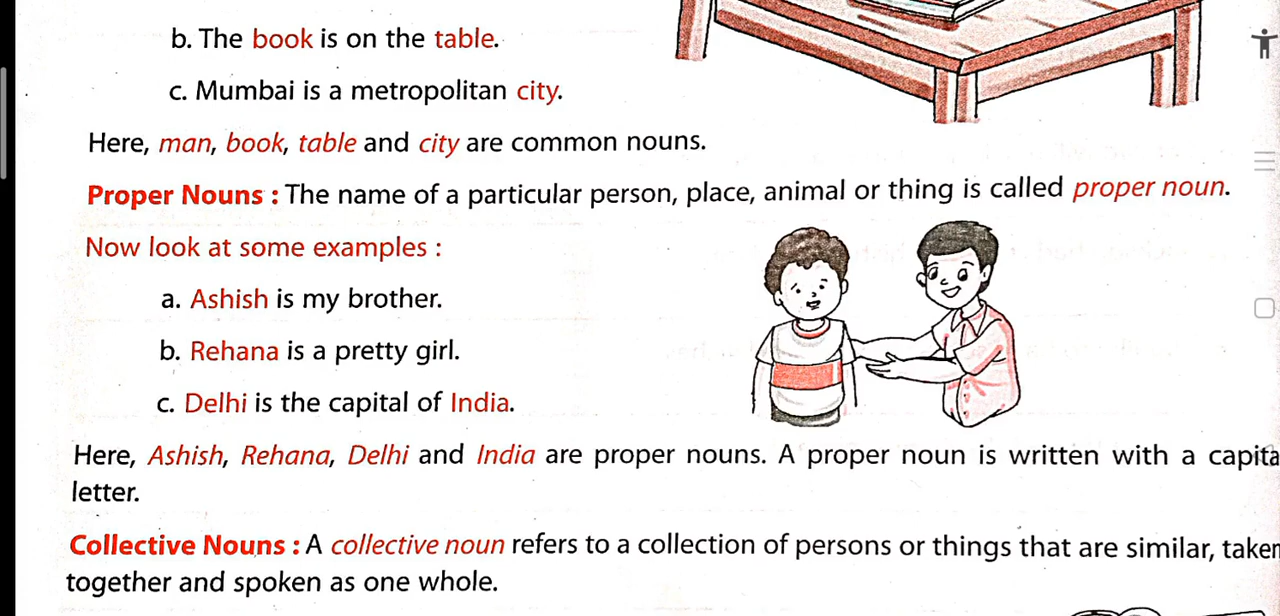 b. The book is on the table.
c. Mumbai is a metropolitan city.
Here, man, book, table and city are common nouns.
Proper Nouns : The name of a particular person, place, animal or thing is called proper noun.
Now look at some examples :
a. Ashish is my brother.
b. Rehana is a pretty girl.
c. Delhi is the capital of India.
Here, Ashish, Rehana, Delhi and India are proper nouns. A proper noun is written with a capita
letter.
Collective Nouns : A collective noun refers to a collection of persons or things that are similar, taken
together and spoken as one whole.